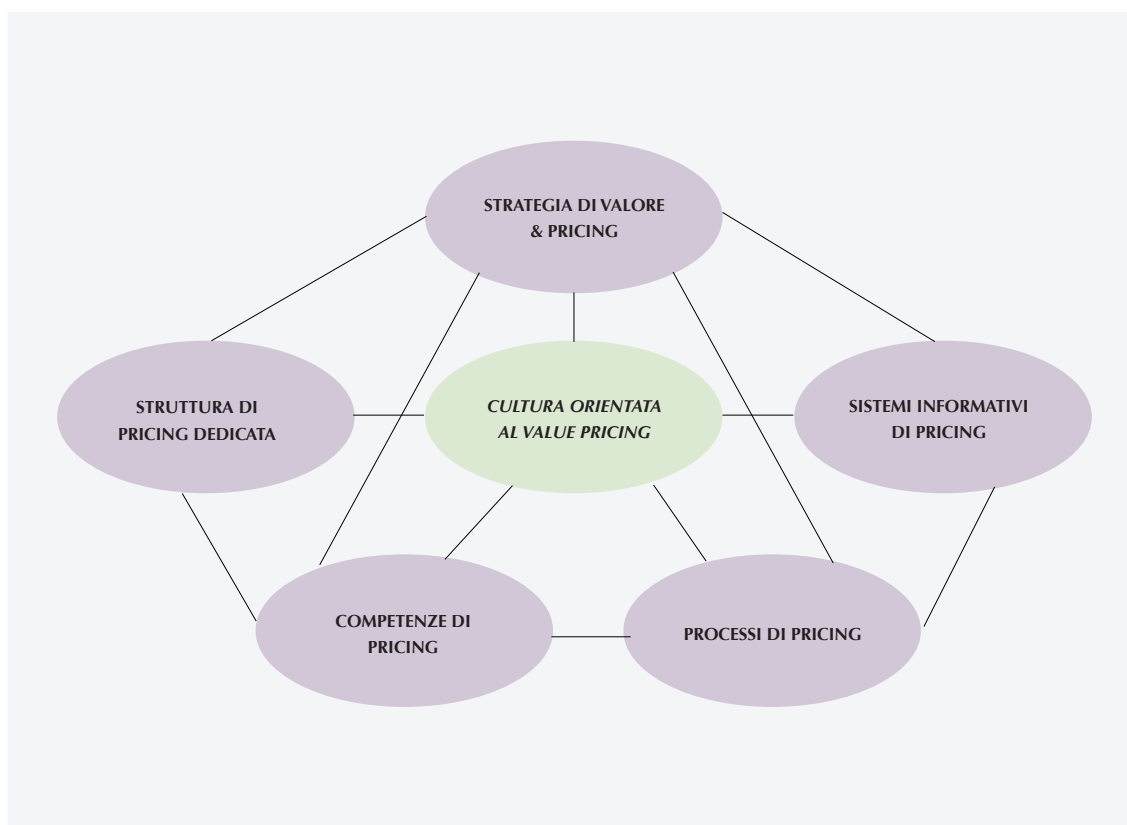 STRATEGIA DI VALORE
& PRICING
STRUTTURA DI
PRICING DEDICATA
CULTURA ORIENTATA
AL VALUE PRICING
SISTEMI INFORMATIVI
DI PRICING
COMPETENZE DI
PRICING
PROCESSI DI PRICING